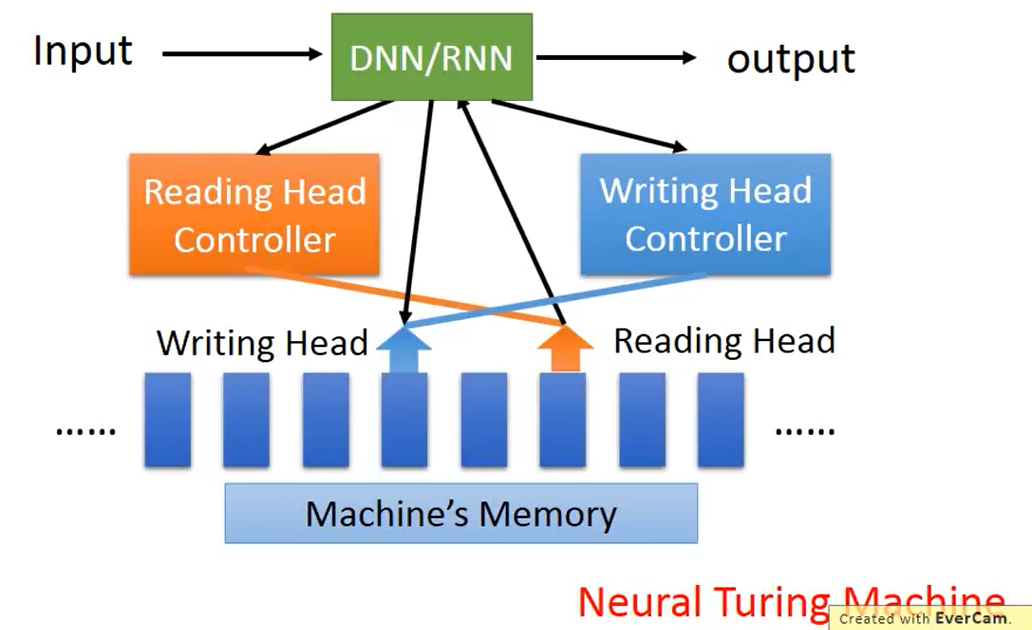 Input
DNN/RNN
output
Reading Head
Controller
Writing Head
Controller
Writing Head
Reading Head
……
……
Machine’s Memory
Neural Turing Machine
Created with EverCam.